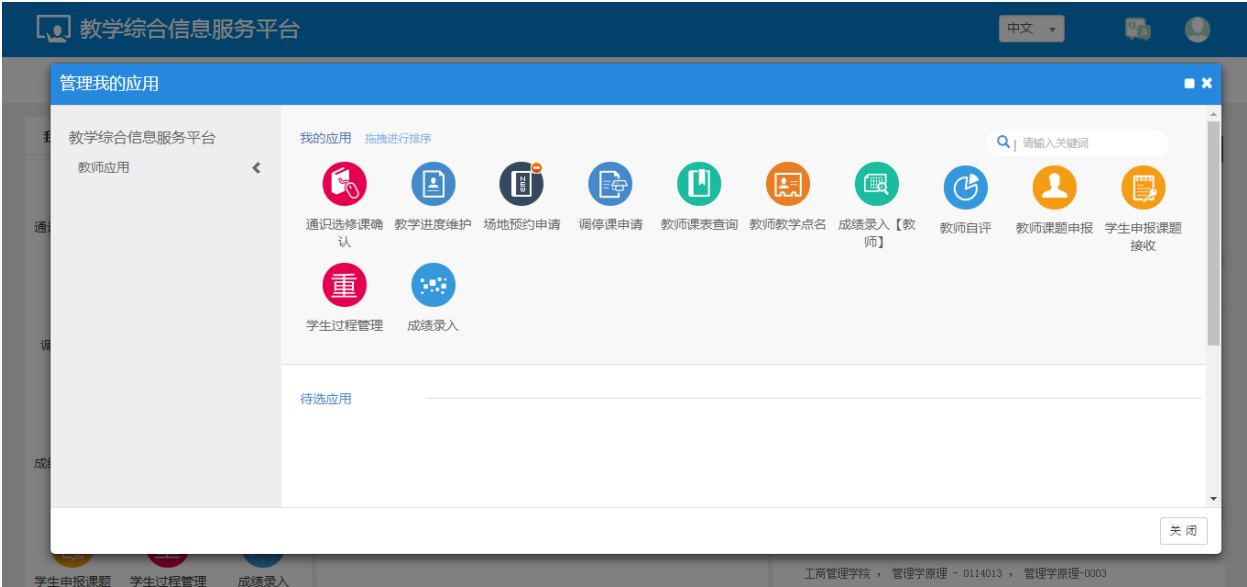 教学综合信息服务平台
中文
管理我的应用
教学综合信息服务平台
教师应用
我的应用 拖拽进行排序
请输入关键词
通识选修课确认
教学进度维护
场地预约申请
调停课申请
教师课表查询
教师教学点名
成绩录入【教师】
教师自评
教师课题申报
学生申报课题接收
重
学生过程管理
成绩录入
待选应用
关 闭
学生申报课题
学生过程管理
成绩录入
工商管理学院 ， 管理学原理 - 0114013 ， 管理学原理-0003